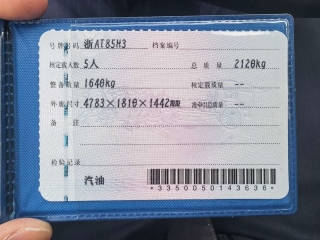 号牌号码 浙AT85H3 档案编号
核定载人数 5人 总质量 2120kg
整备质量 1640kg 核定载质量 --
外廓尺寸 4783×1810×1442mm 准牵引总质量 --
备注
检验记录
汽油
*3350050143636*